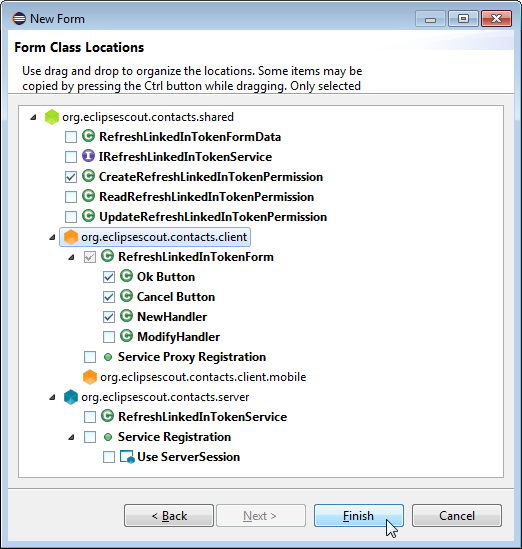 New Form
Form Class Locations
Use drag and drop to organize the locations. Some items may be
copied by pressing the Ctrl button while dragging. Only selected
org.eclipsescout.contacts.shared
RefreshLinkedInTokenFormData
IRefreshLinkedInTokenService
CreateRefreshLinkedInTokenPermission
ReadRefreshLinkedInTokenPermission
UpdateRefreshLinkedInTokenPermission
org.eclipsescout.contacts.client
RefreshLinkedInTokenForm
Ok Button
Cancel Button
NewHandler
ModifyHandler
Service Proxy Registration
org.eclipsescout.contacts.client.mobile
org.eclipsescout.contacts.server
RefreshLinkedInTokenService
Service Registration
Use ServerSession
< Back Next > Finish Cancel